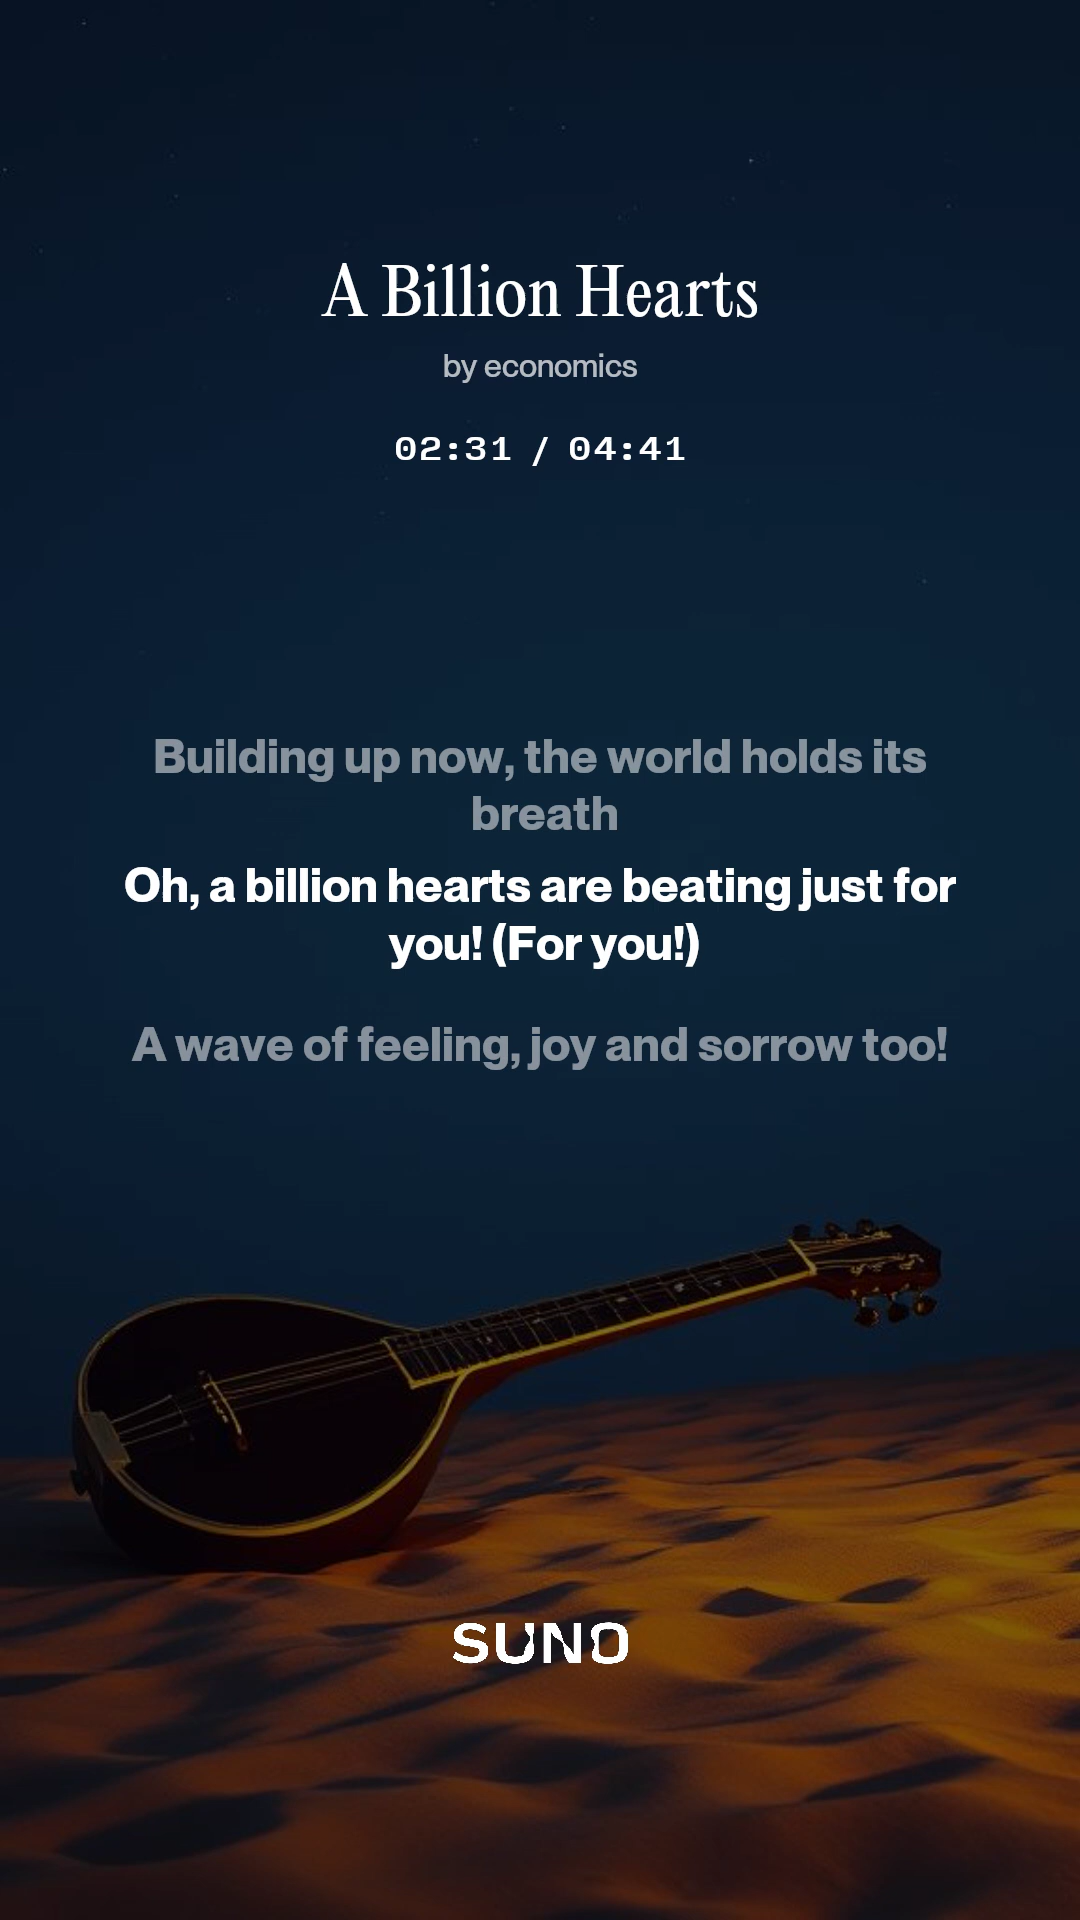 A Billion Hearts
by economics
02:31 / 04:41
Building up now, the world holds its
breath
Oh, a billion hearts are beating just for
you! (For you!)
A wave of feeling, joy and sorrow too!
SUNO